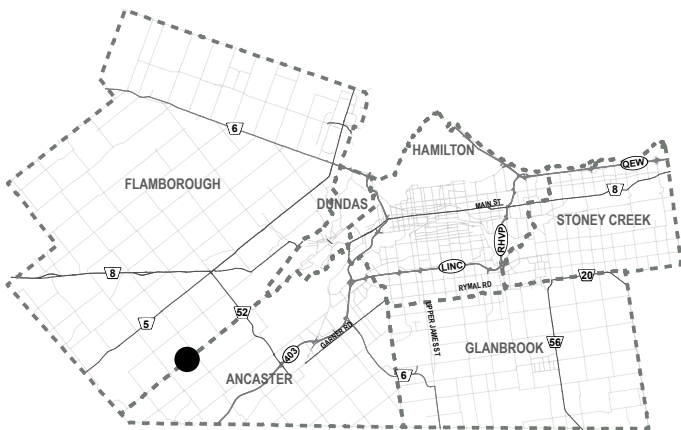 6
HAMILTON
QEW
FLAMBOROUGH
8
DUNDAS
MAIN ST
STONEY CREEK
RHVP
LINC
8
20
RYMAL RD
52
5
UPPER JAMES ST
GARNER RD
403
56
GLANBROOK
ANCASTER
6